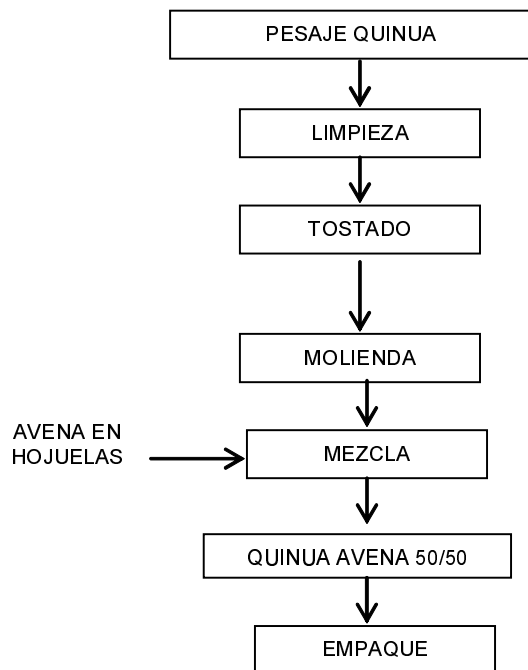 PESAJE QUINUA
LIMPIEZA
TOSTADO
MOLIENDA
AVENA EN
HOJUELAS
MEZCLA
QUINUA AVENA 50/50
EMPAQUE